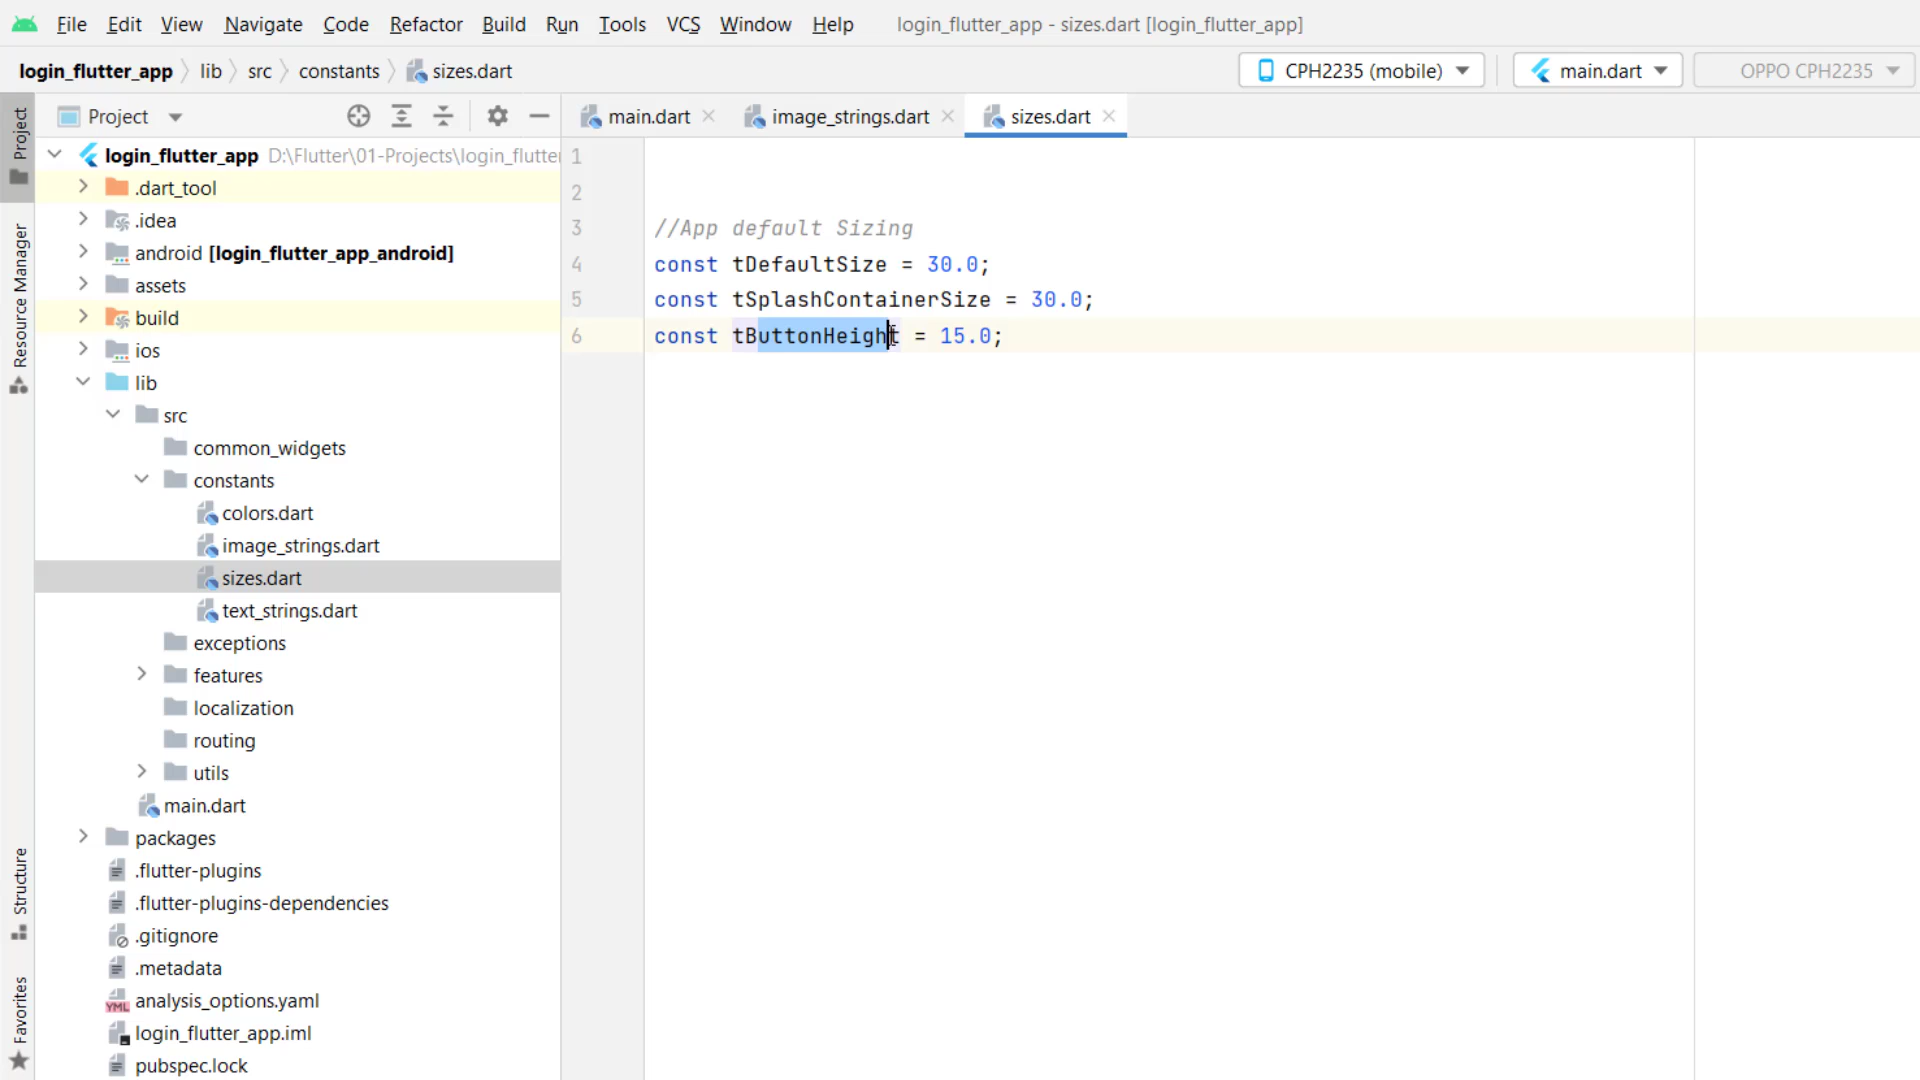 File Edit View Navigate Code Refactor Build Run Tools VCS Window Help login_flutter_app - sizes.dart [login_flutter_app]
login_flutter_app lib src constants sizes.dart CPH2235 (mobile) main.dart OPPO CPH2235
Project
Resource Manager
Structure
Favorites
Project
login_flutter_app D:\Flutter\01-Projects\login_flutter
.dart_tool
.idea
android [login_flutter_app_android]
assets
build
ios
lib
src
common_widgets
constants
colors.dart
image_strings.dart
sizes.dart
text_strings.dart
exceptions
features
localization
routing
utils
main.dart
packages
.flutter-plugins
.flutter-plugins-dependencies
.gitignore
.metadata
YML analysis_options.yaml
login_flutter_app.iml
pubspec.lock
main.dart image_strings.dart sizes.dart
1
2
3 //App default Sizing
4 const tDefaultSize = 30.0;
5 const tSplashContainerSize = 30.0;
6 const tButtonHeight = 15.0;